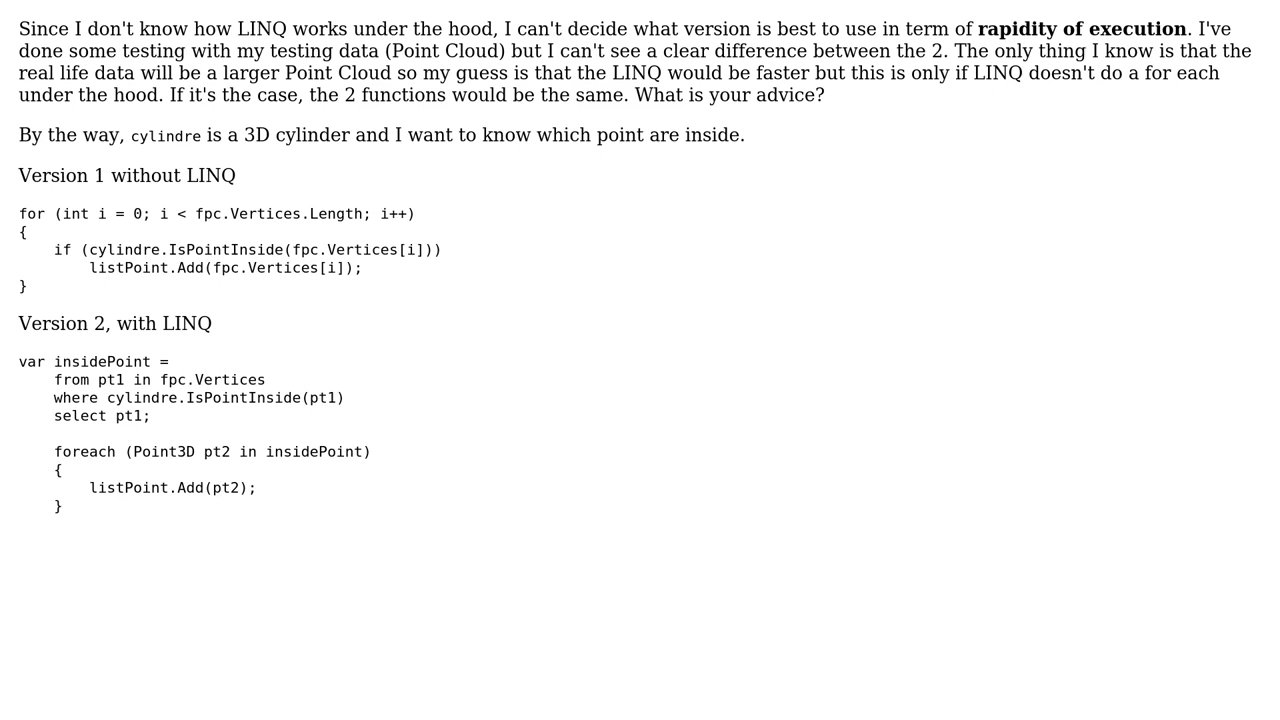 Since I don't know how LINQ works under the hood, I can't decide what version is best to use in term of rapidity of execution. I've
done some testing with my testing data (Point Cloud) but I can't see a clear difference between the 2. The only thing I know is that the
real life data will be a larger Point Cloud so my guess is that the LINQ would be faster but this is only if LINQ doesn't do a for each
under the hood. If it's the case, the 2 functions would be the same. What is your advice?
By the way, cylindre is a 3D cylinder and I want to know which point are inside.
Version 1 without LINQ
for (int i = 0; i < fpc.Vertices.Length; i++)
{
    if (cylindre.IsPointInside(fpc.Vertices[i]))
        listPoint.Add(fpc.Vertices[i]);
}
Version 2, with LINQ
var insidePoint =
    from pt1 in fpc.Vertices
    where cylindre.IsPointInside(pt1)
    select pt1;
    foreach (Point3D pt2 in insidePoint)
    {
        listPoint.Add(pt2);
    }